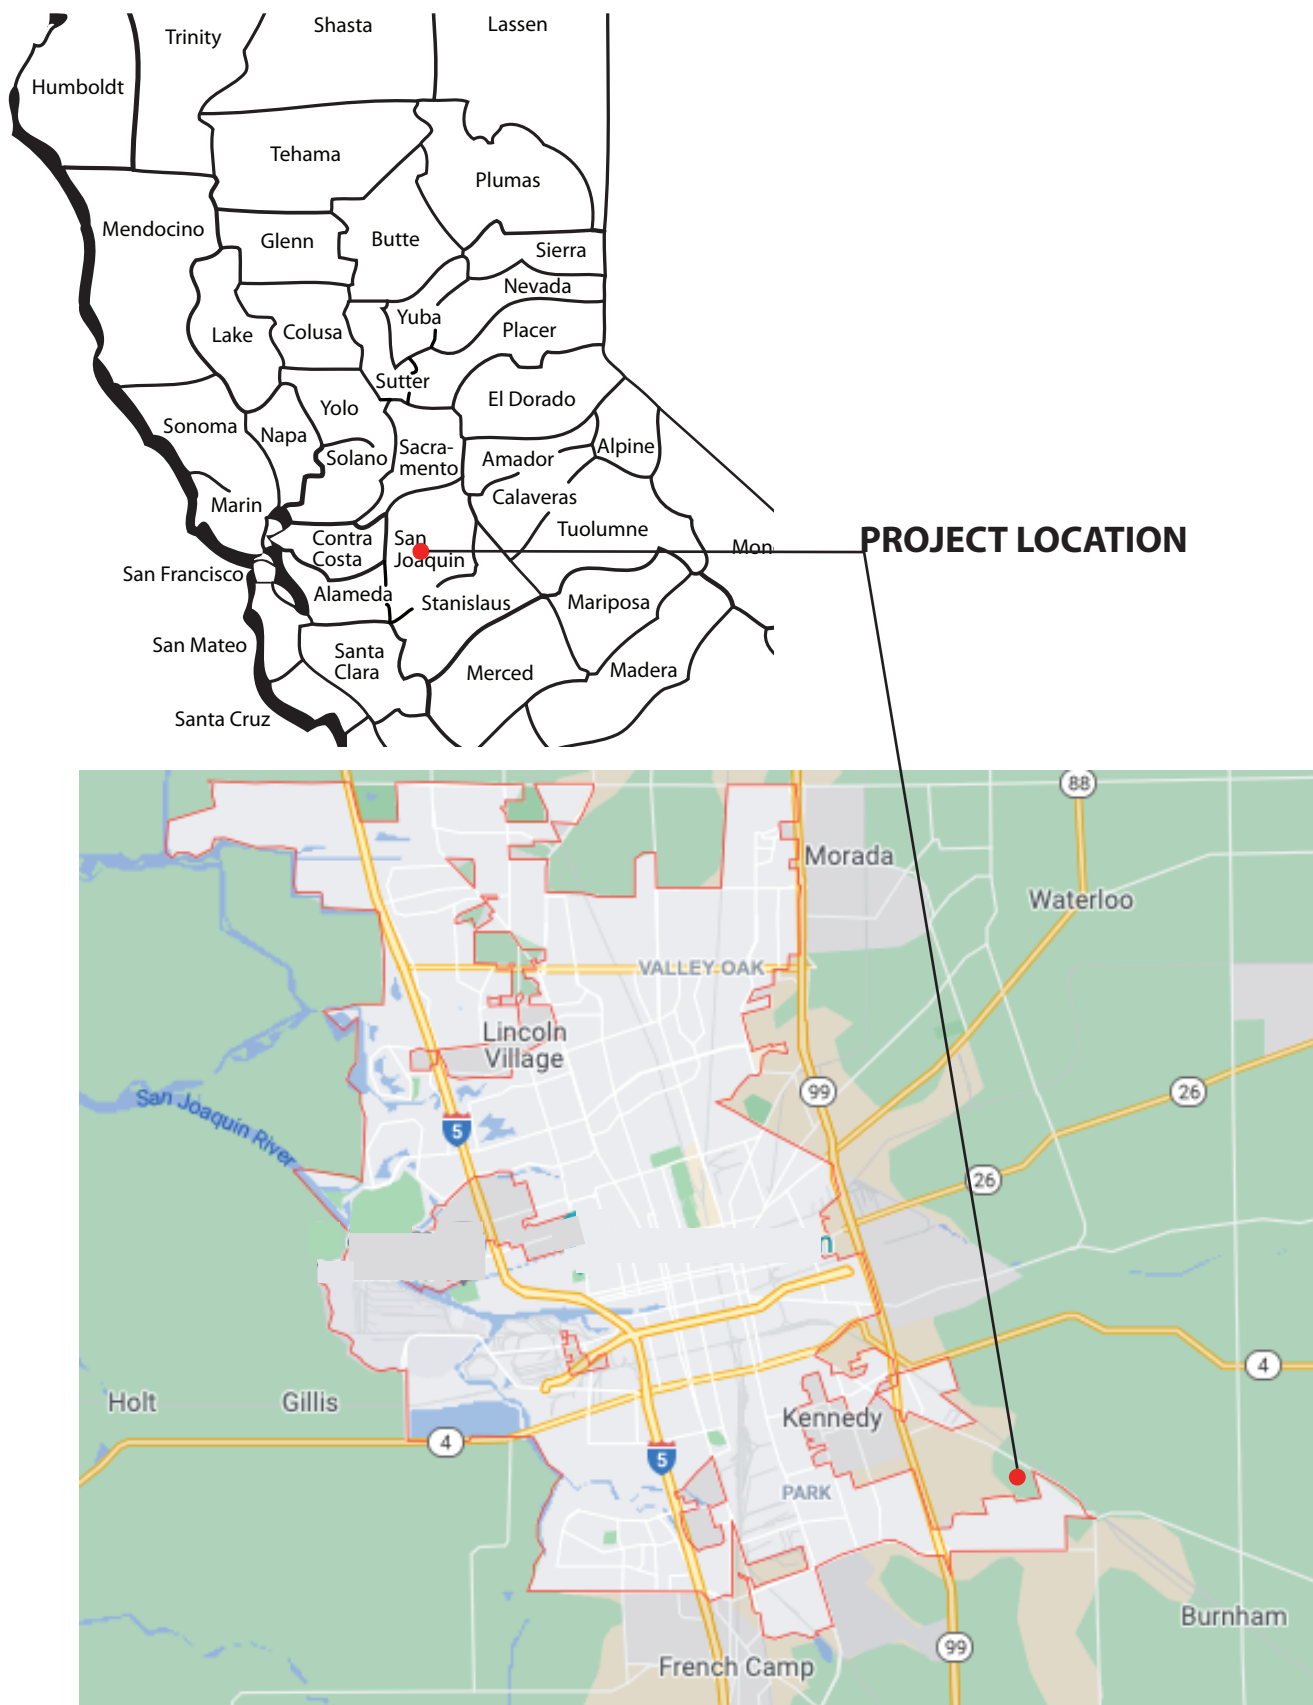 Shasta
Lassen
Trinity
Humboldt
Tehama
Plumas
Mendocino
Glenn
Butte
Sierra
Nevada
Yuba
Lake
Colusa
Placer
Sutter
El Dorado
Yolo
Sonoma
Napa
Sacra-
mento
Alpine
Solano
Amador
Calaveras
Marin
Tuolumne
Contra
Costa
San
Joaquin
Mon
PROJECT LOCATION
San Francisco
Alameda
Stanislaus
Mariposa
San Mateo
Santa
Clara
Merced
Madera
Santa Cruz
88
Morada
Waterloo
VALLEY OAK
Lincoln
Village
99
26
San Joaquin River
5
26
n
4
Holt
Gillis
Kennedy
4
5
PARK
Burnham
99
French Camp